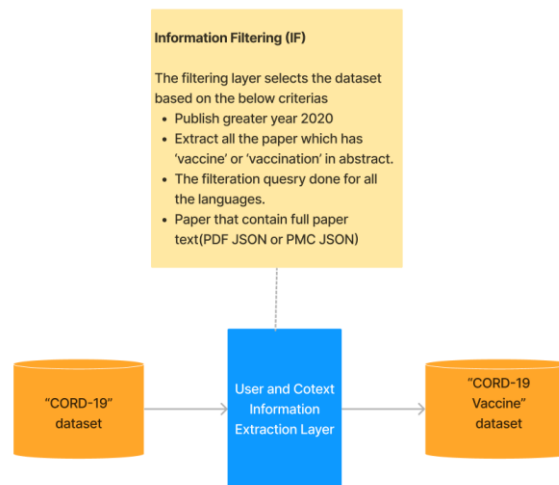 Information Filtering (IF)
The filtering layer selects the dataset
based on the below criterias
• Publish greater year 2020
• Extract all the paper which has
‘vaccine’ or ‘vaccination’ in abstract.
• The filteration quesry done for all
the languages.
• Paper that contain full paper
text(PDF JSON or PMC JSON)
“CORD-19”
dataset
User and Cotext
Information
Extraction Layer
"CORD-19
Vaccine”
dataset